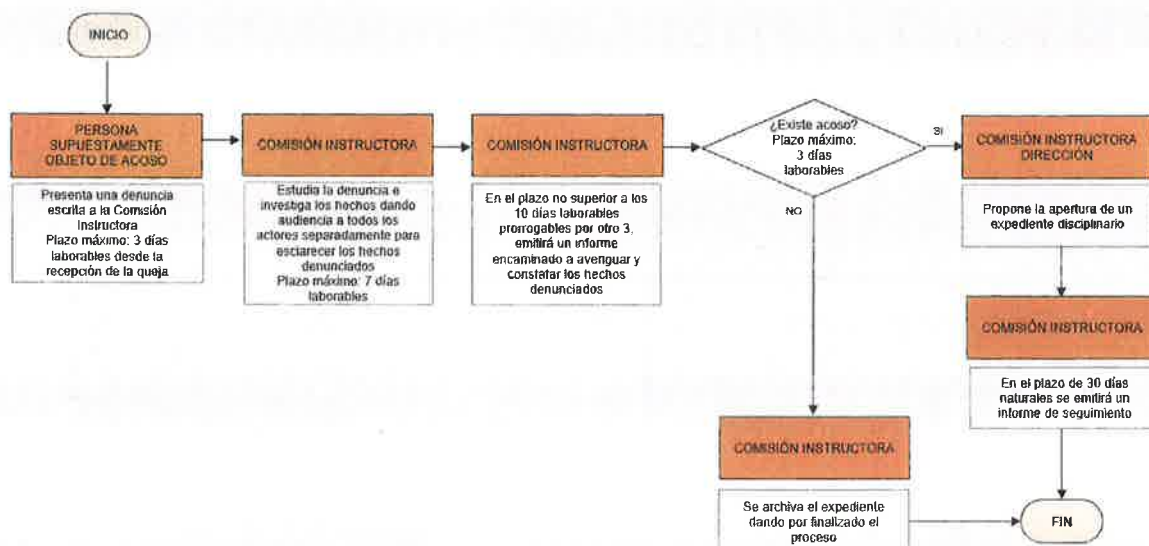 INICIO
PERSONA
SUPUESTAMENTE
OBJETO DE ACOSO
Presenta una denuncia
escrita a la Comisión
Instructora
Plazo máximo: 3 días
laborables desde la
recepción de la queja
COMISIÓN INSTRUCTORA
Estudia la denuncia e
investiga los hechos dando
audiencia a todos los
actores separadamente para
esclarecer los hechos
denunciados
Plazo máximo: 7 días
laborables
COMISIÓN INSTRUCTORA
En el plazo no superior a los
10 días laborables
prorrogables por otro 3,
emitirá un informe
encaminado a averiguar y
constatar los hechos
denunciados
¿Existe acoso?
Plazo máximo:
3 días
laborables
SI
NO
COMISIÓN INSTRUCTORA
DIRECCIÓN
Propone la apertura de un
expediente disciplinario
COMISIÓN INSTRUCTORA
En el plazo de 30 días
naturales se emitirá un
informe de seguimiento
COMISIÓN INSTRUCTORA
Se archiva el expediente
dando por finalizado el
proceso
FIN